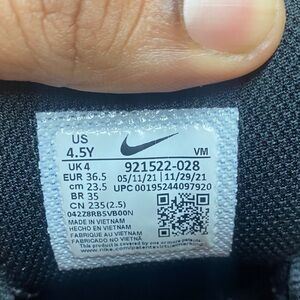 US
4.5Y
VM
UK 4
921522-028
EUR 36.5
05/11/21 | 11/29/21
cm 23.5
UPC 00195244097920
BR 35
CN 235(2.5)
042Z8RBSVB00N
MADE IN VIETNAM
HECHO EN VIETNAM
FABRIQUÉ AU VIETNAM
FABRICADO NO VIETNAM